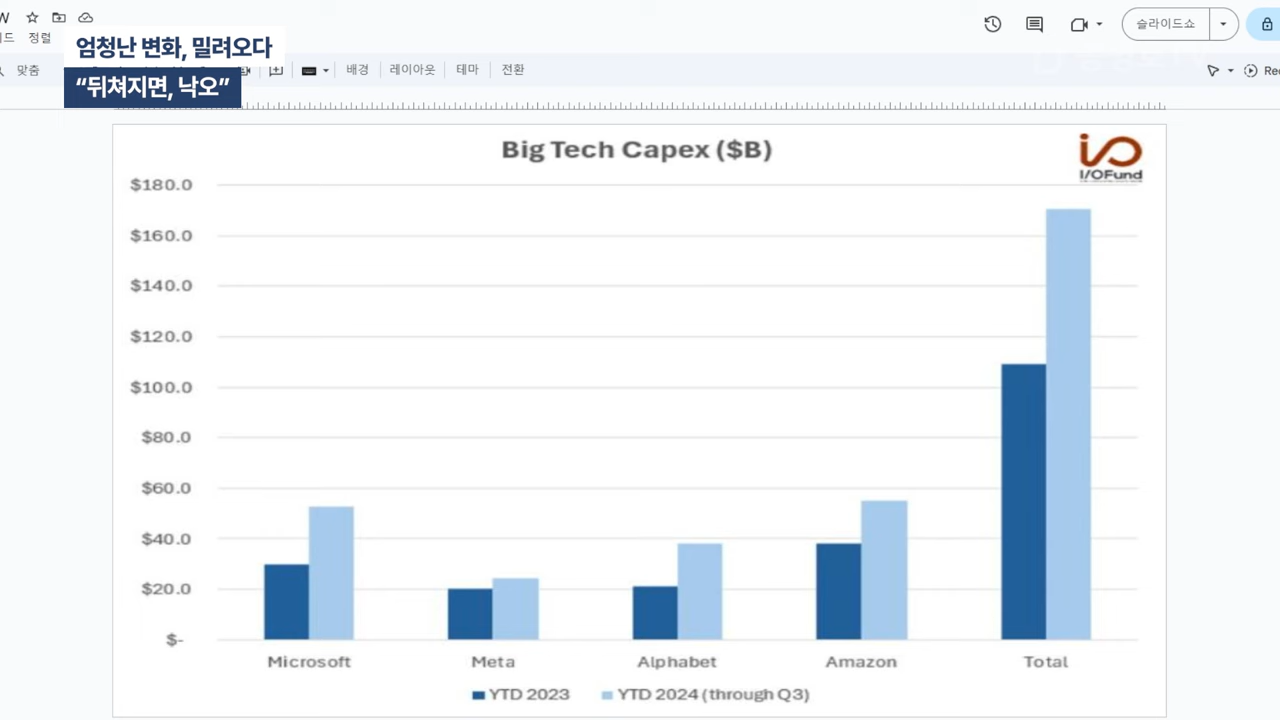 W
슬라이드쇼
이드 정렬
엄청난 변화, 밀려오다
“뒤쳐지면, 낙오”
맞춤
배경 레이아웃 테마 전환
Rec
Big Tech Capex ($B)
I/OFund
$180.0
$160.0
$140.0
$120.0
$100.0
$80.0
$60.0
$40.0
$20.0
$-
Microsoft Meta Alphabet Amazon Total
YTD 2023 YTD 2024 (through Q3)